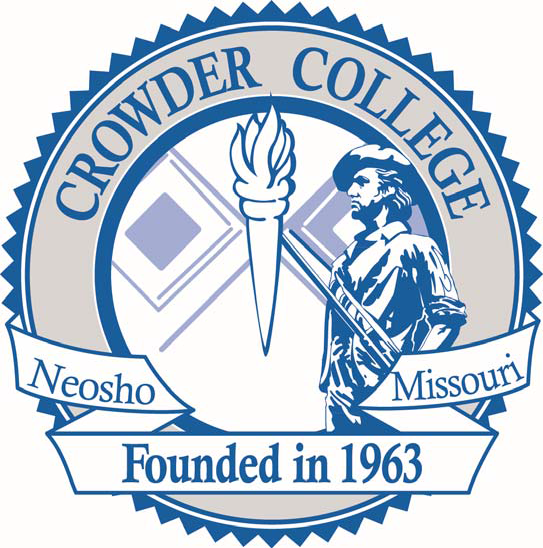 CROWDER COLLEGE
Neosho
Missouri
Founded in 1963